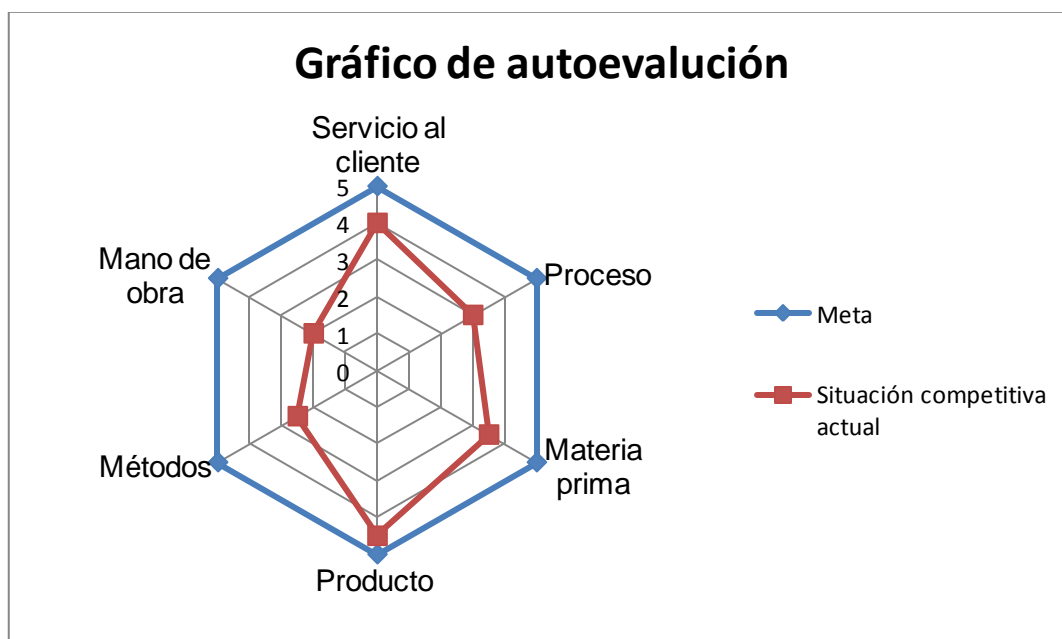 Gráfico de autoevalución
Servicio al
cliente
5
4
3
2
1
0
Mano de
obra
Proceso
Meta
Situación competitiva
actual
Métodos
Materia
prima
Producto